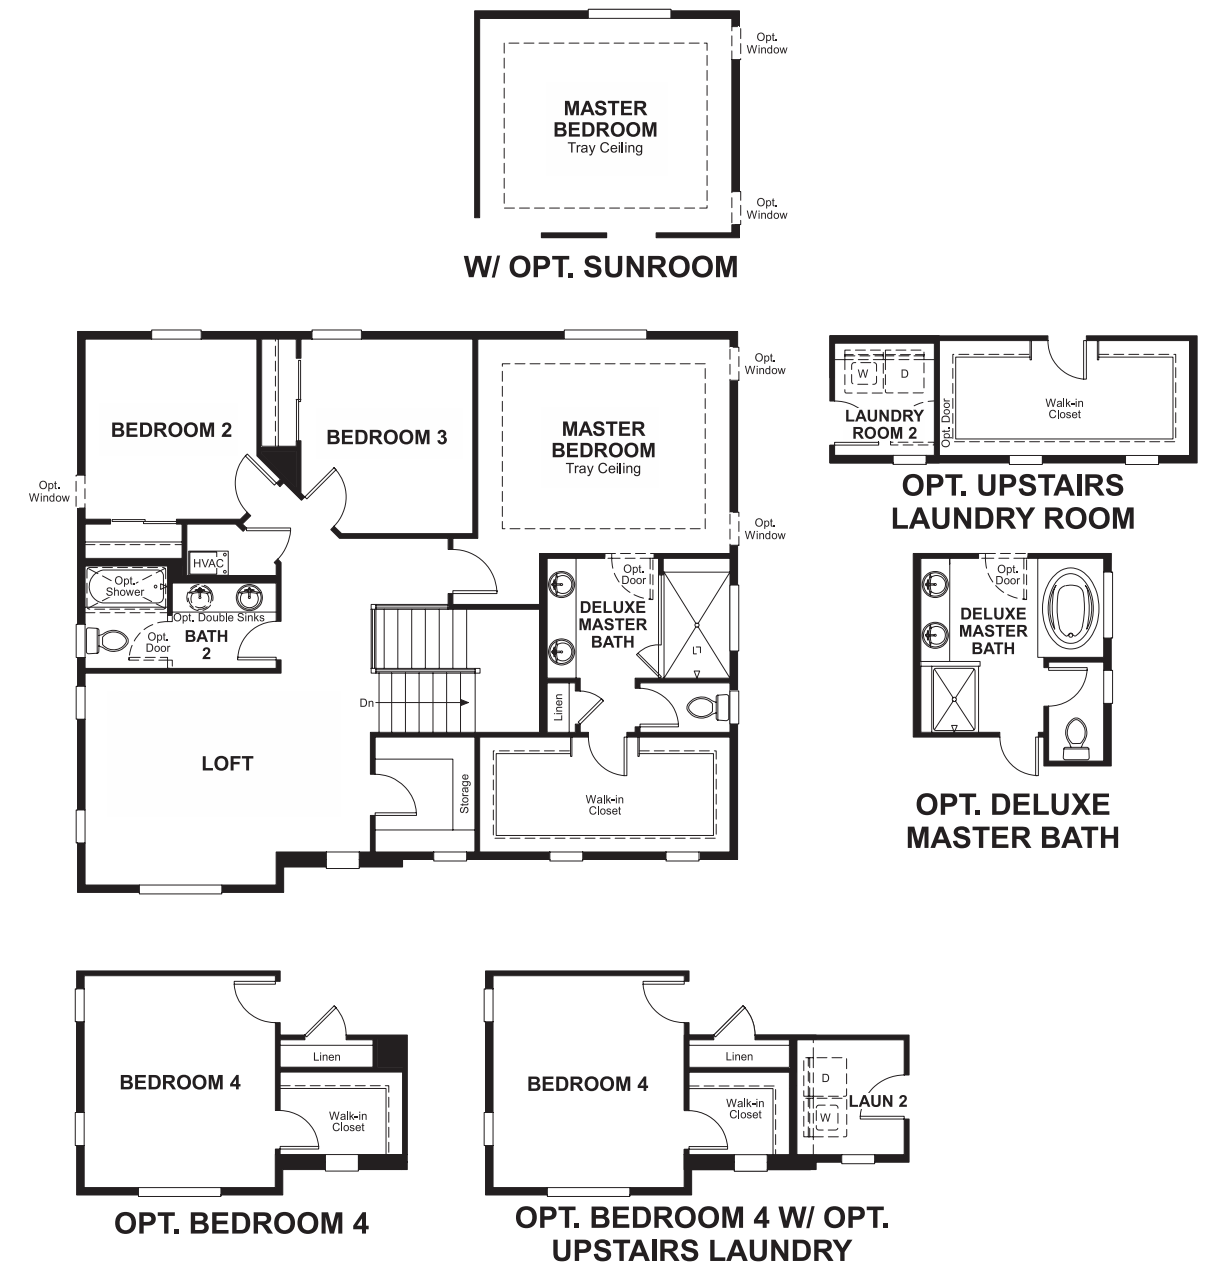 Opt.
Window
MASTER
BEDROOM
Tray Ceiling
Opt.
Window
W/ OPT. SUNROOM
Opt.
Window
BEDROOM 2
BEDROOM 3
MASTER
BEDROOM
Tray Ceiling
Opt.
Window
Opt.
Window
HVAC
Opt.
Shower
Opt. Double Sinks
Opt.
Door
BATH
2
Opt.
Door
DELUXE
MASTER
BATH
Linen
Dn
LOFT
Storage
Walk-in
Closet
W
D
LAUNDRY
ROOM 2
Opt. Door
Walk-in
Closet
OPT. UPSTAIRS
LAUNDRY ROOM
Opt.
Door
DELUXE
MASTER
BATH
OPT. DELUXE
MASTER BATH
BEDROOM 4
Linen
Walk-in
Closet
OPT. BEDROOM 4
BEDROOM 4
Linen
Walk-in
Closet
D
W
LAUN 2
OPT. BEDROOM 4 W/ OPT.
UPSTAIRS LAUNDRY